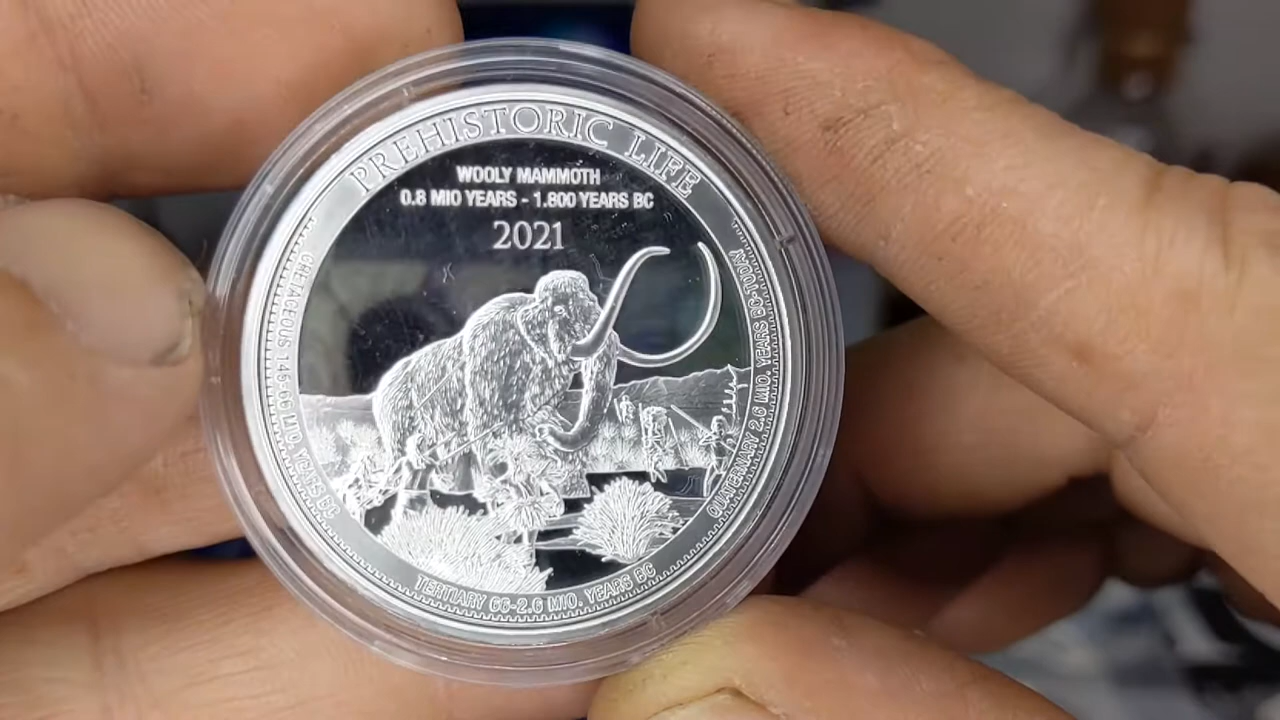 PREHISTORIC LIFE
WOOLY MAMMOTH
0.8 MIO YEARS - 1.800 YEARS BC
2021
CRETACEOUS 145-66 MIO. YEARS BC
TERTIARY 66-2.6 MIO. YEARS BC
QUATERNARY 2.6 MIO. YEARS BC-TODAY